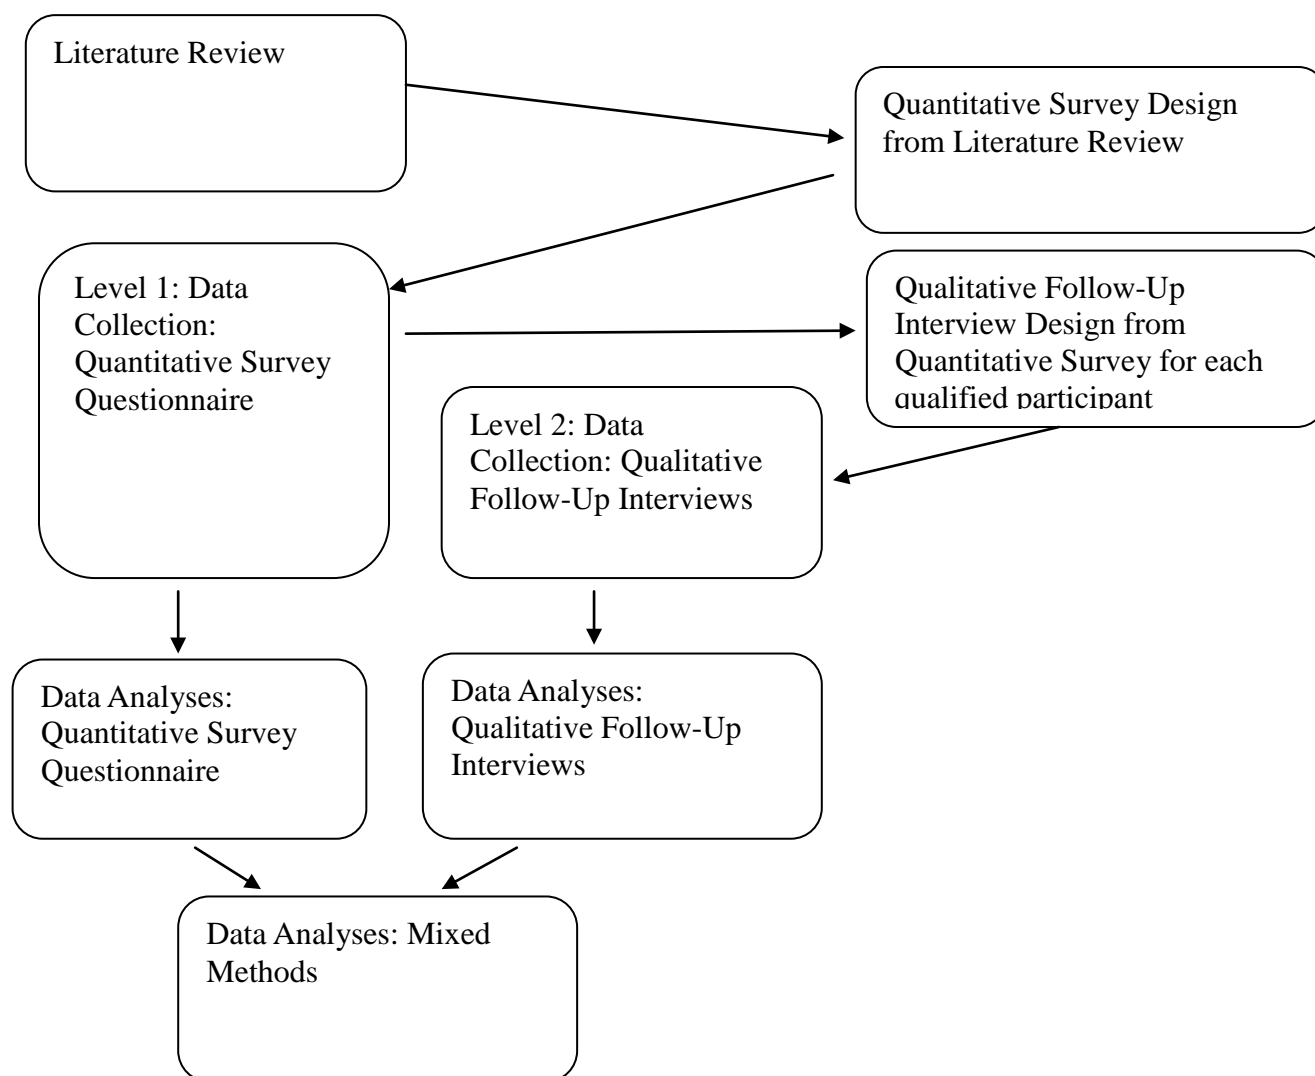 Literature Review
Quantitative Survey Design
from Literature Review
Level 1: Data
Collection:
Quantitative Survey
Questionnaire
Qualitative Follow-Up
Interview Design from
Quantitative Survey for each
qualified participant
Level 2: Data
Collection: Qualitative
Follow-Up Interviews
Data Analyses:
Quantitative Survey
Questionnaire
Data Analyses:
Qualitative Follow-Up
Interviews
Data Analyses: Mixed
Methods